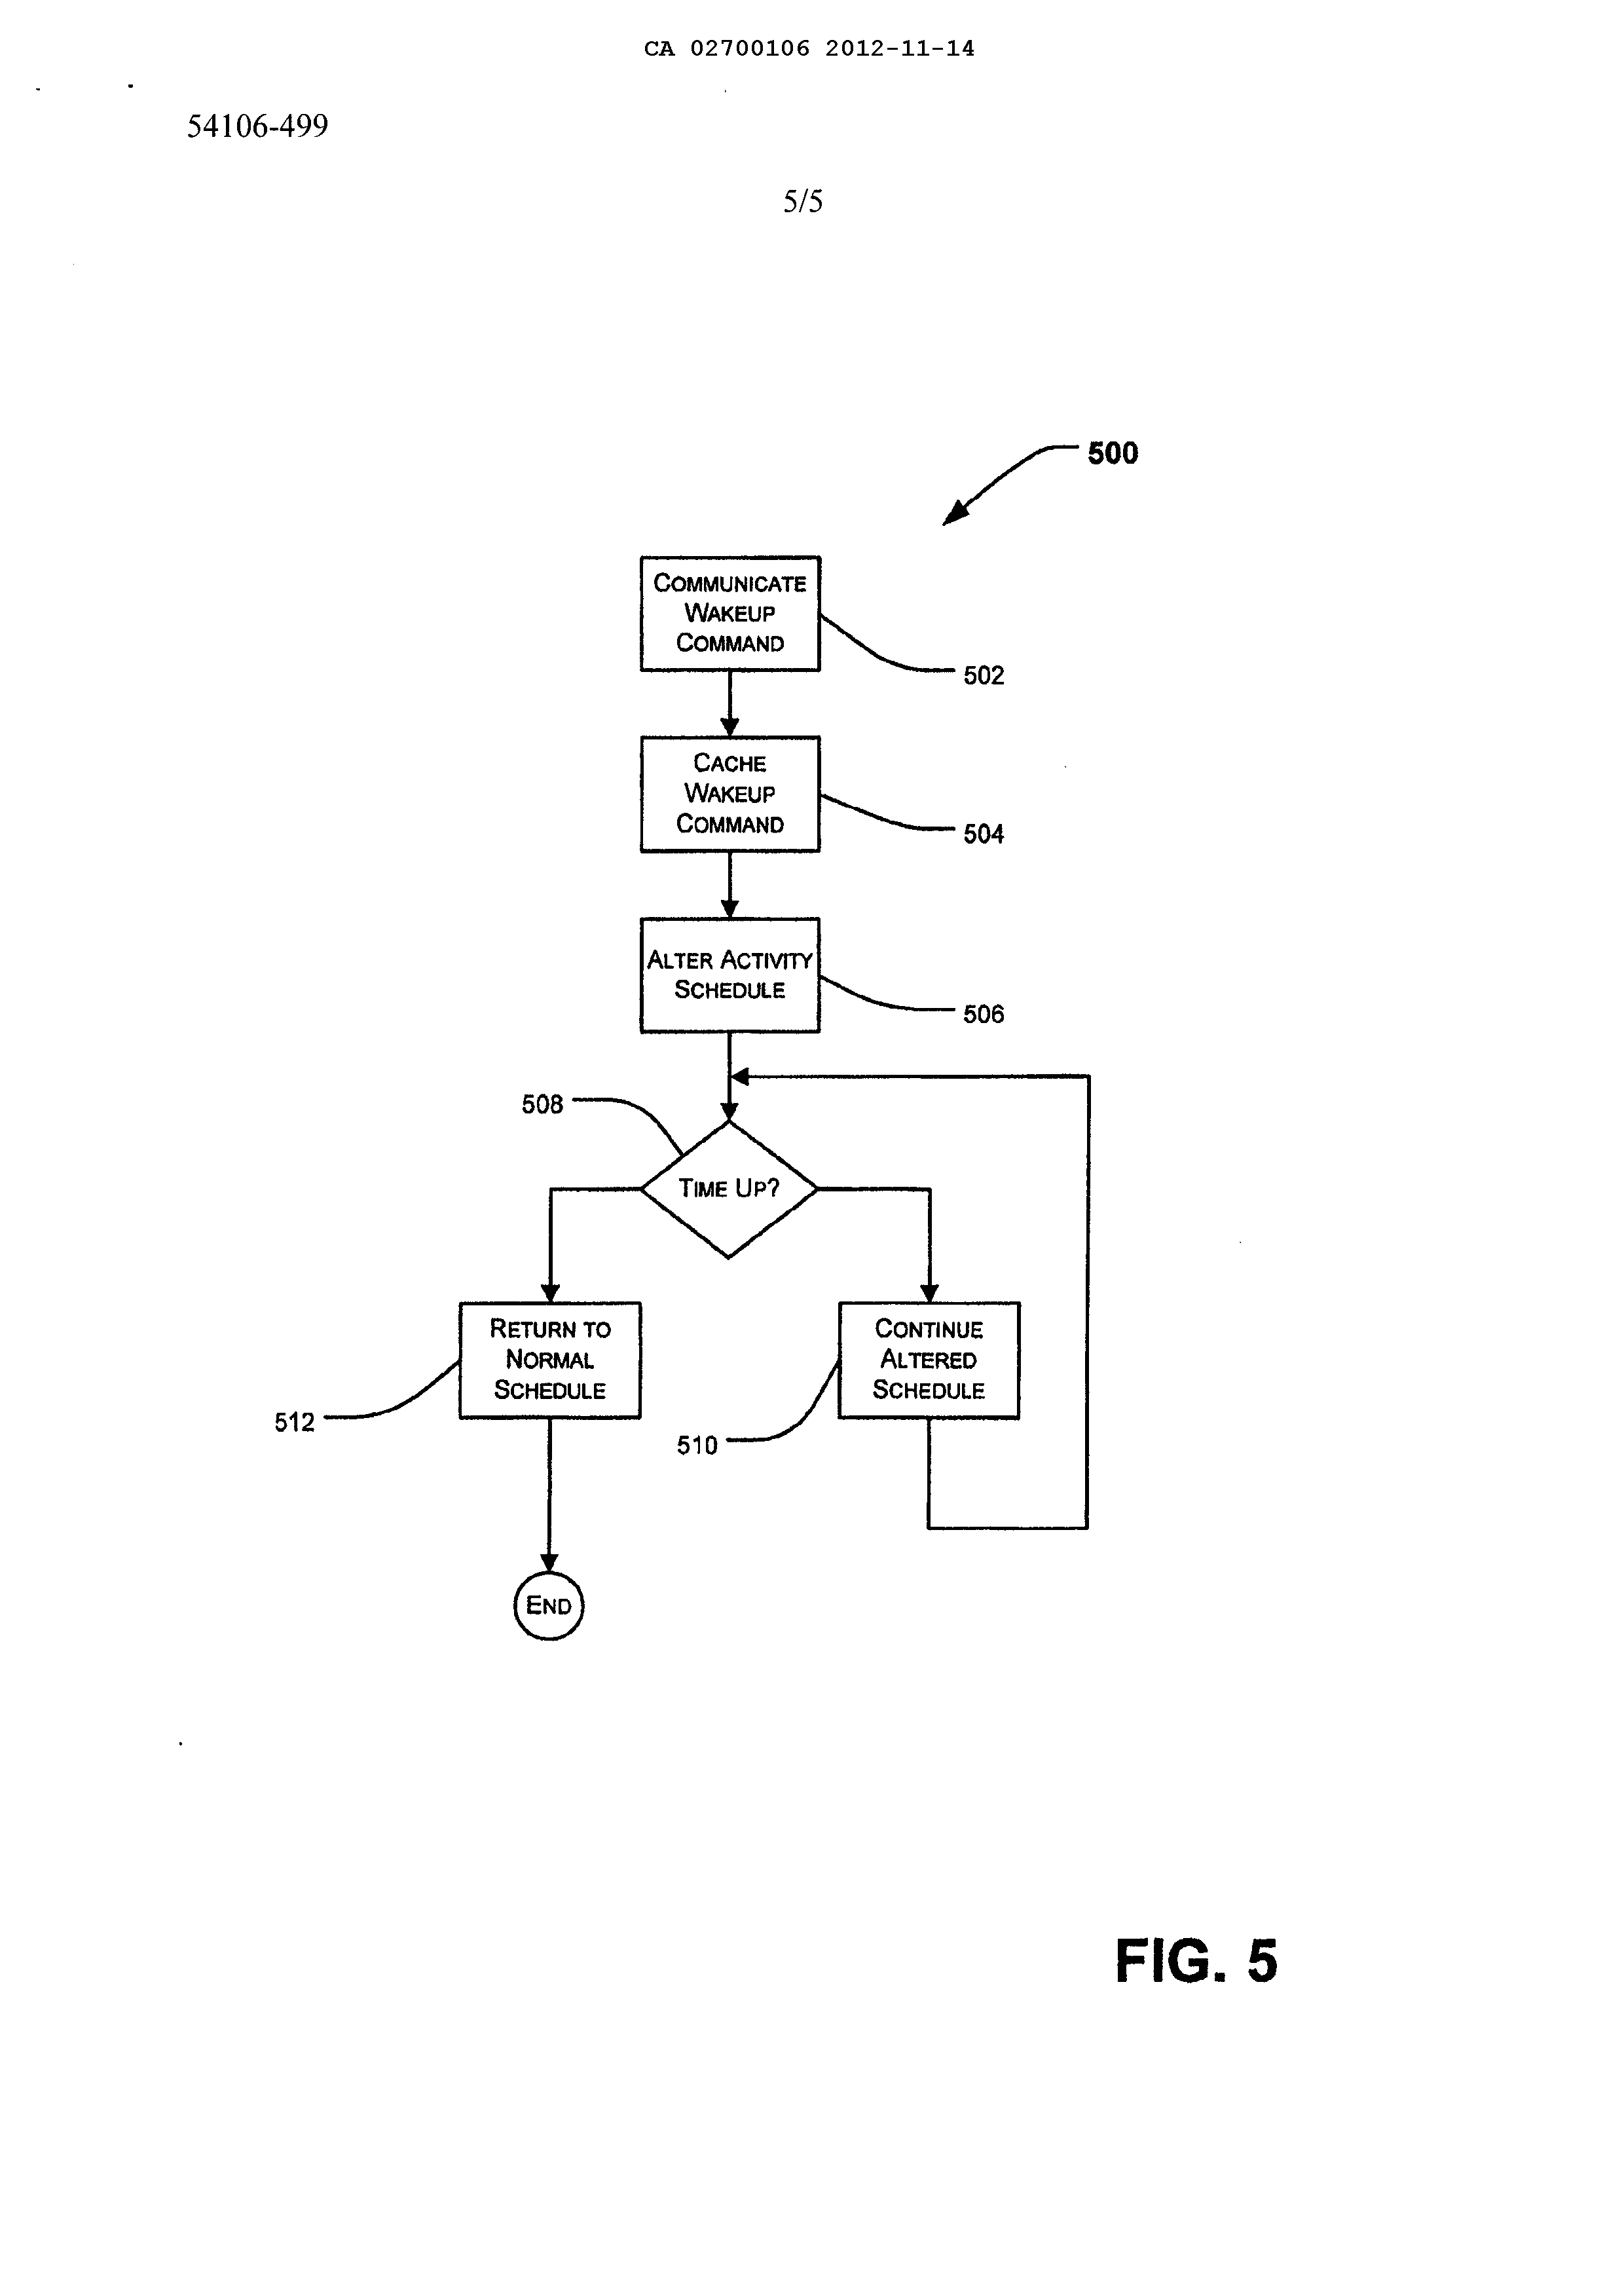 CA 02700106 2012-11-14
54106-499
5/5
500
COMMUNICATE
WAKEUP
COMMAND
502
CACHE
WAKEUP
COMMAND
504
ALTER ACTIVITY
SCHEDULE
506
508
TIME UP?
RETURN TO
NORMAL
SCHEDULE
512
CONTINUE
ALTERED
SCHEDULE
510
END
FIG. 5